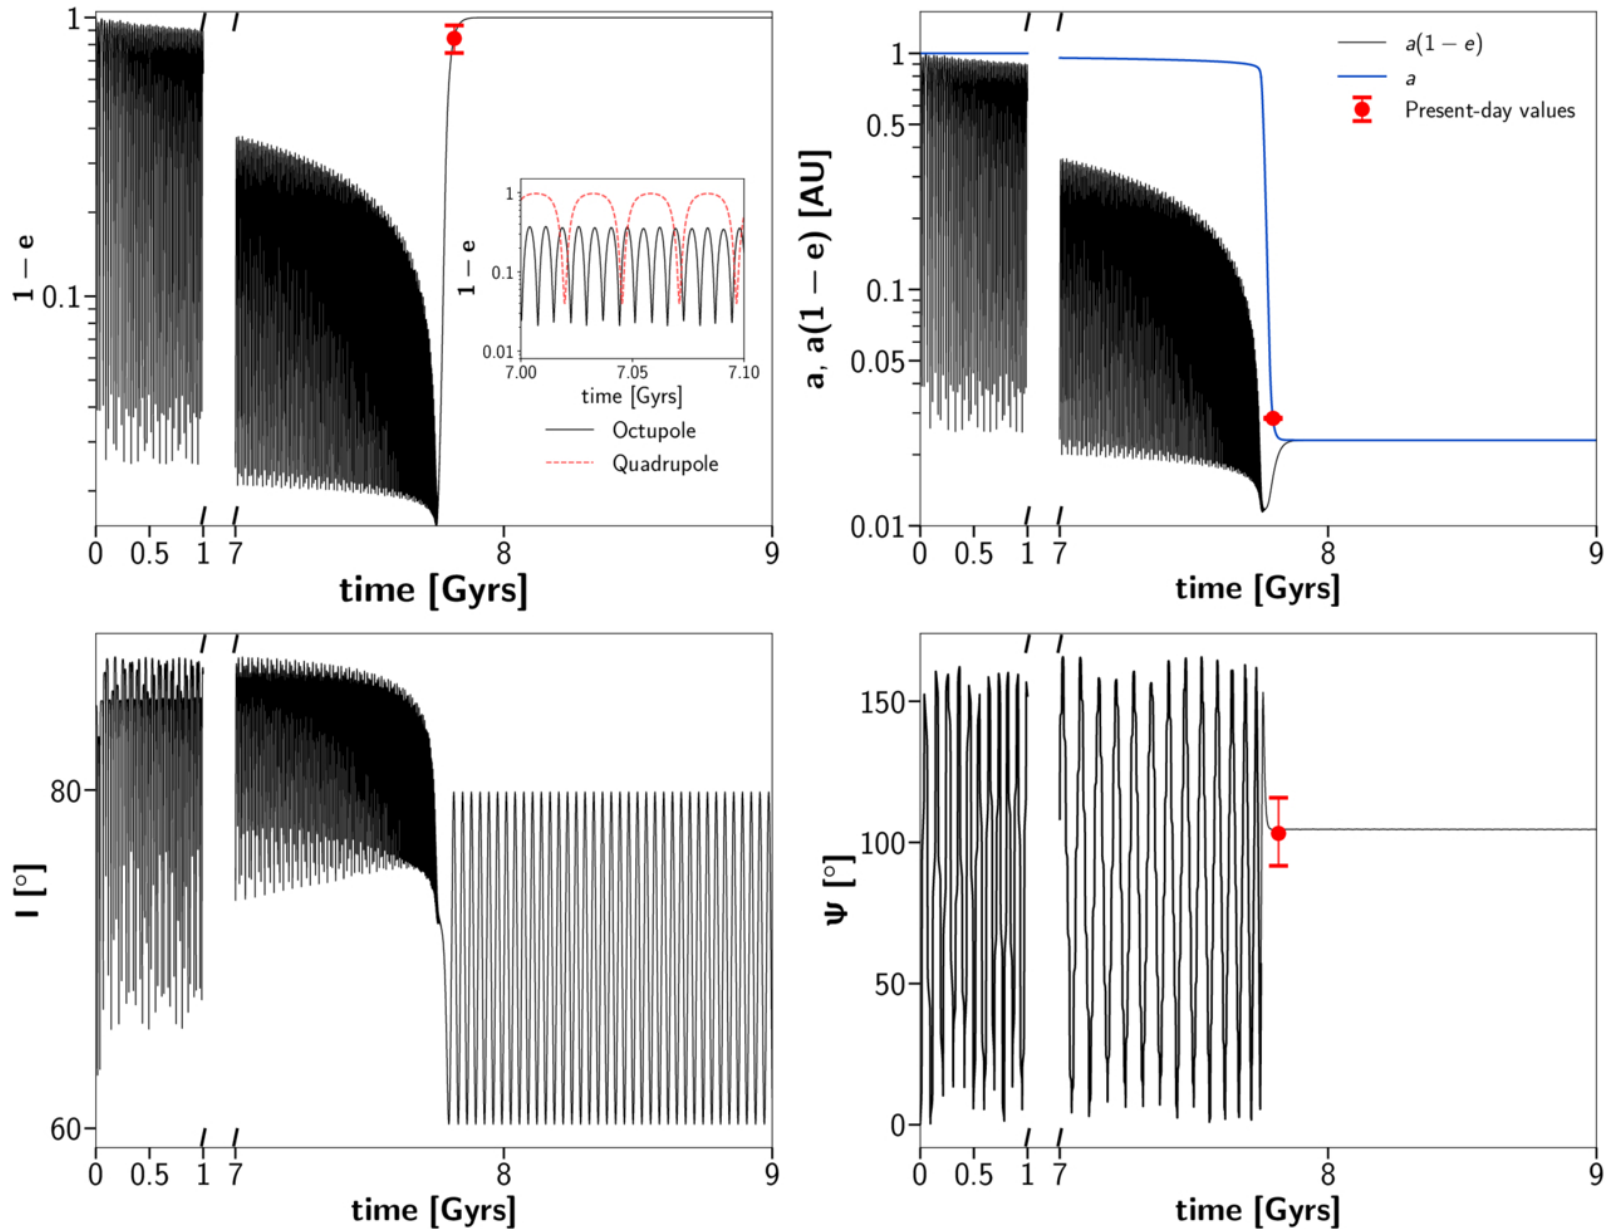 1
0.1
1 − e
0 0.5 1 7 8 9
time [Gyrs]
1
0.1
0.01
1 − e
7.00 7.05 7.10
time [Gyrs]
Octupole
Quadrupole
1
0.5
0.1
0.05
0.01
a, a(1 − e) [AU]
a(1 − e)
a
Present-day values
0 0.5 1 7 8 9
time [Gyrs]
80
60
I [°]
0 0.5 1 7 8 9
time [Gyrs]
150
100
50
0
ψ [°]
0 0.5 1 7 8 9
time [Gyrs]